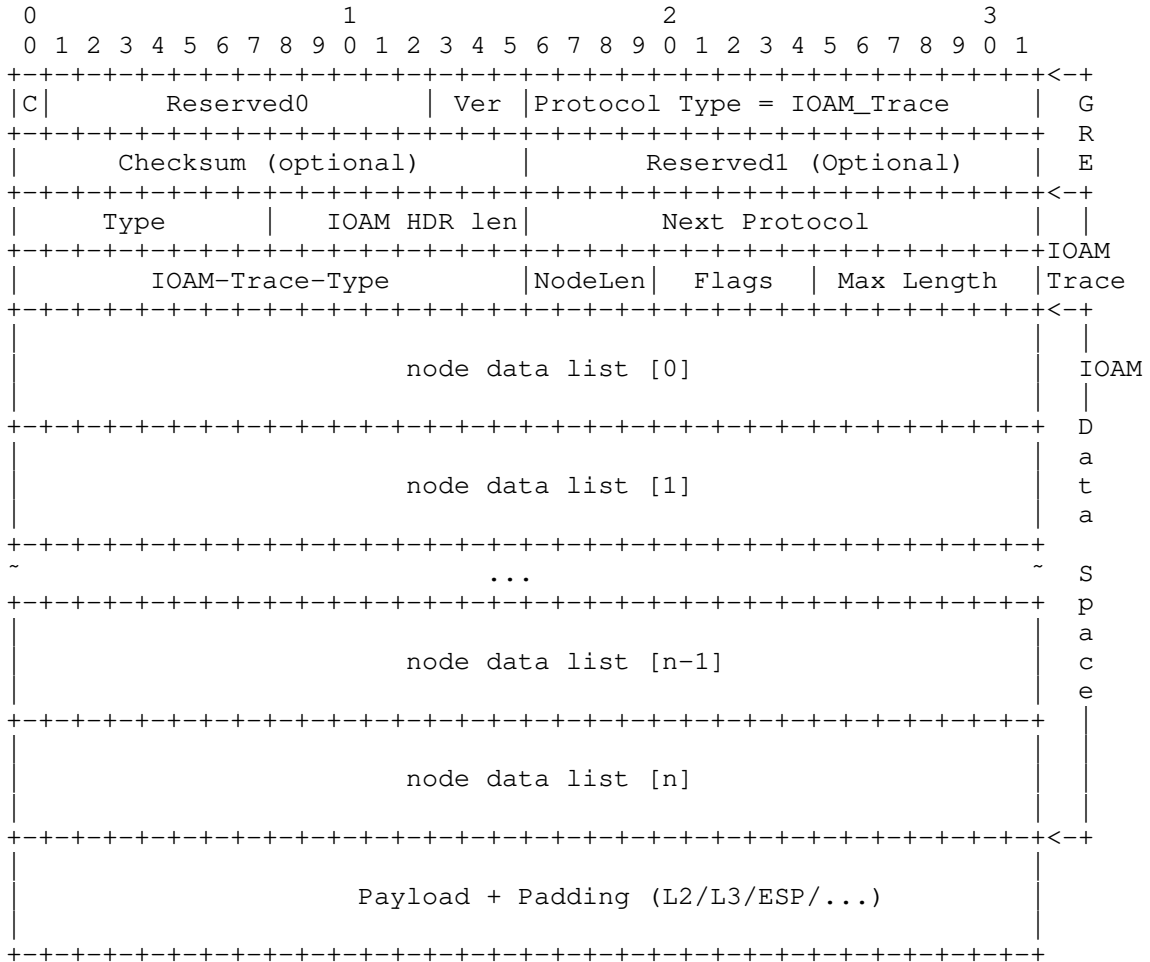 0                   1                   2                   3
 0 1 2 3 4 5 6 7 8 9 0 1 2 3 4 5 6 7 8 9 0 1 2 3 4 5 6 7 8 9 0 1
+-+-+-+-+-+-+-+-+-+-+-+-+-+-+-+-+-+-+-+-+-+-+-+-+-+-+-+-+-+-+-+-+<-+
|C|       Reserved0       | Ver |Protocol Type = IOAM_Trace     |  G
+-+-+-+-+-+-+-+-+-+-+-+-+-+-+-+-+-+-+-+-+-+-+-+-+-+-+-+-+-+-+-+-+  R
|      Checksum (optional)      |       Reserved1 (Optional)    |  E
+-+-+-+-+-+-+-+-+-+-+-+-+-+-+-+-+-+-+-+-+-+-+-+-+-+-+-+-+-+-+-+-+<-+
|     Type      |   IOAM HDR len|        Next Protocol          |  |
+-+-+-+-+-+-+-+-+-+-+-+-+-+-+-+-+-+-+-+-+-+-+-+-+-+-+-+-+-+-+-+-+IOAM
|        IOAM-Trace-Type        |NodeLen|  Flags  | Max Length  |Trace
+-+-+-+-+-+-+-+-+-+-+-+-+-+-+-+-+-+-+-+-+-+-+-+-+-+-+-+-+-+-+-+-+<-+
|                                                               |  |
|                        node data list [0]                     |  IOAM
|                                                               |  |
+-+-+-+-+-+-+-+-+-+-+-+-+-+-+-+-+-+-+-+-+-+-+-+-+-+-+-+-+-+-+-+-+  D
|                                                               |  a
|                        node data list [1]                     |  t
|                                                               |  a
+-+-+-+-+-+-+-+-+-+-+-+-+-+-+-+-+-+-+-+-+-+-+-+-+-+-+-+-+-+-+-+-+
~                             ...                               ~  S
+-+-+-+-+-+-+-+-+-+-+-+-+-+-+-+-+-+-+-+-+-+-+-+-+-+-+-+-+-+-+-+-+  p
|                                                               |  a
|                        node data list [n-1]                   |  c
|                                                               |  e
+-+-+-+-+-+-+-+-+-+-+-+-+-+-+-+-+-+-+-+-+-+-+-+-+-+-+-+-+-+-+-+-+  |
|                                                               |  |
|                        node data list [n]                     |  |
|                                                               |  |
+-+-+-+-+-+-+-+-+-+-+-+-+-+-+-+-+-+-+-+-+-+-+-+-+-+-+-+-+-+-+-+-+<-+
|                                                               |
|                     Payload + Padding (L2/L3/ESP/...)         |
|                                                               |
+-+-+-+-+-+-+-+-+-+-+-+-+-+-+-+-+-+-+-+-+-+-+-+-+-+-+-+-+-+-+-+-+